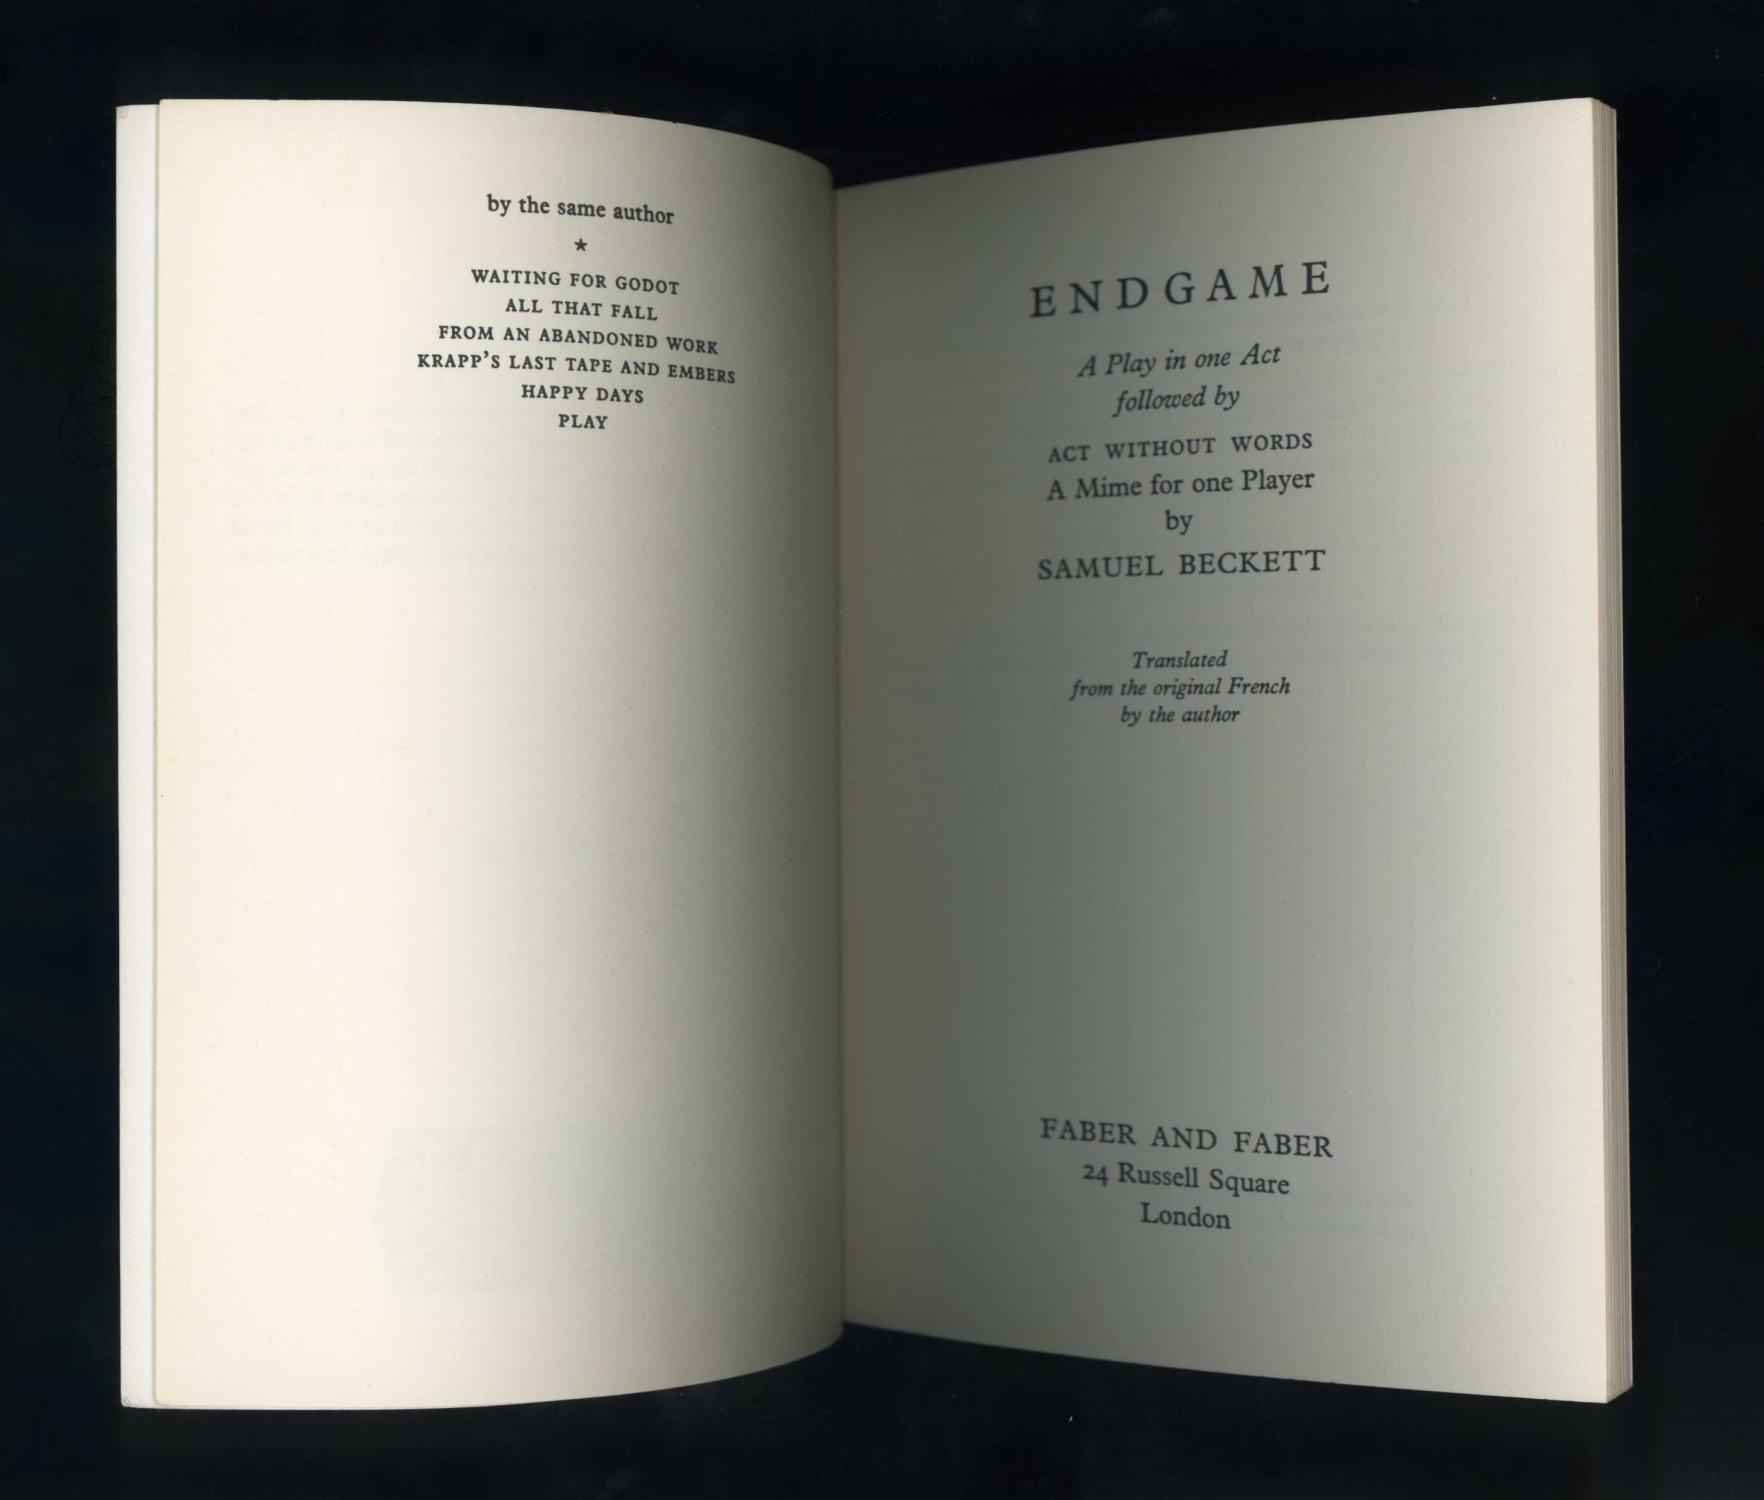 by the same author
★
WAITING FOR GODOT
ALL THAT FALL
FROM AN ABANDONED WORK
KRAPP'S LAST TAPE AND EMBERS
HAPPY DAYS
PLAY
ENDGAME
A Play in one Act
followed by
ACT WITHOUT WORDS
A Mime for one Player
by
SAMUEL BECKETT
Translated
from the original French
by the author
FABER AND FABER
24 Russell Square
London